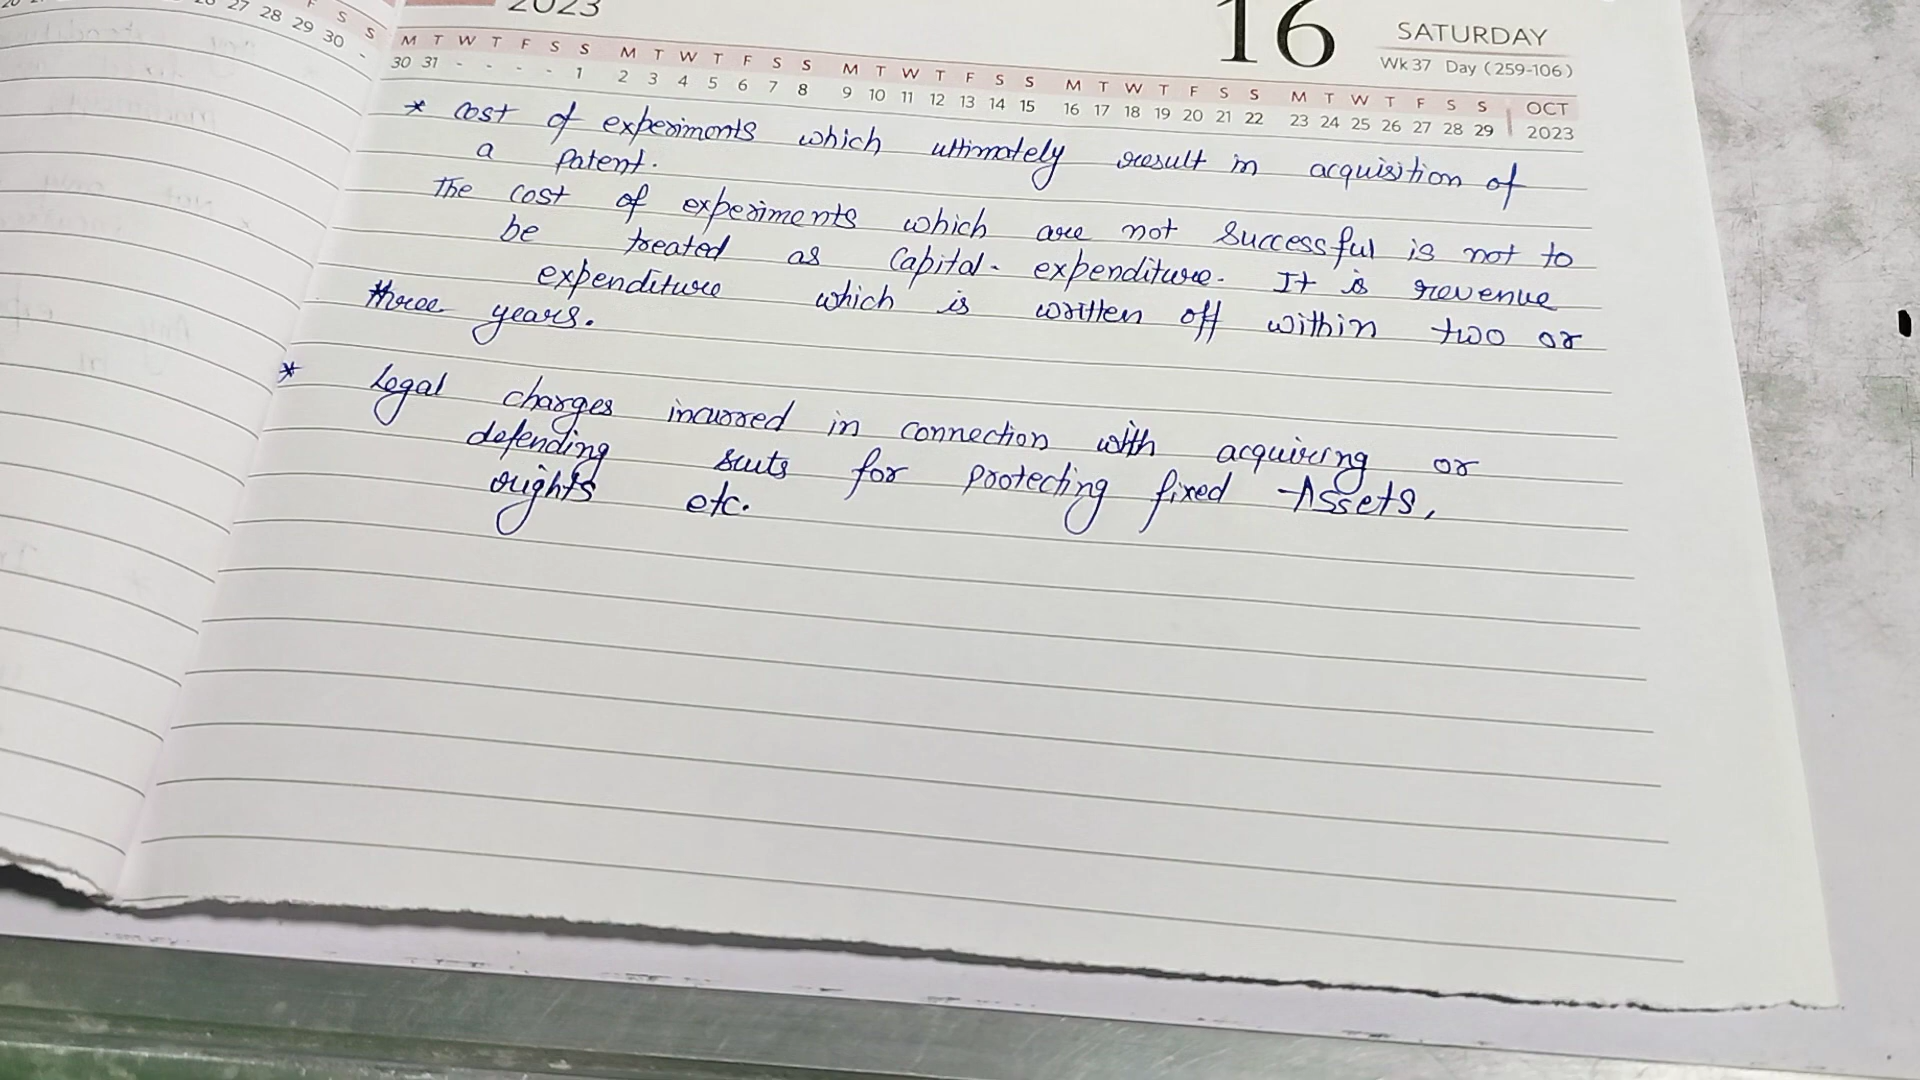 2023
16
SATURDAY
Wk 37 Day (259-106)
M T W T F S S M T W T F S S M T W T F S S M T W T F S S M T W T F S S OCT
30 31 - - - - 1 2 3 4 5 6 7 8 9 10 11 12 13 14 15 16 17 18 19 20 21 22 23 24 25 26 27 28 29 2023
F S S
27 28 29 30 -
* cost of experiments which ultimately result in acquisition of
a Patent.
The cost of experiments which are not Successful is not to
be treated as Capital- expenditure. It is revenue
expenditure which is written off within two or
three years.
* Legal charges incurred in connection with acquiring or
defending suits for protecting fixed Assets,
rights etc.